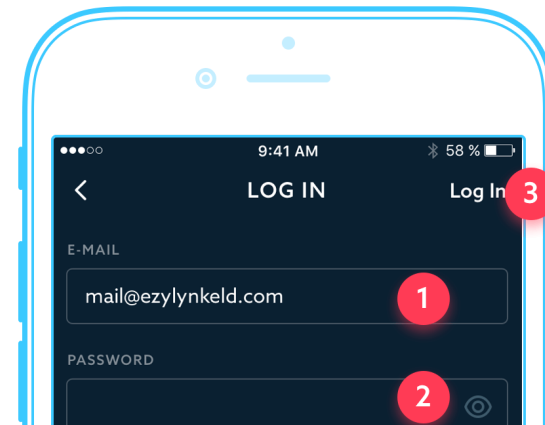 9:41 AM 58 %
LOG IN Log In 3
E-MAIL
mail@ezylynkeld.com 1
PASSWORD
2